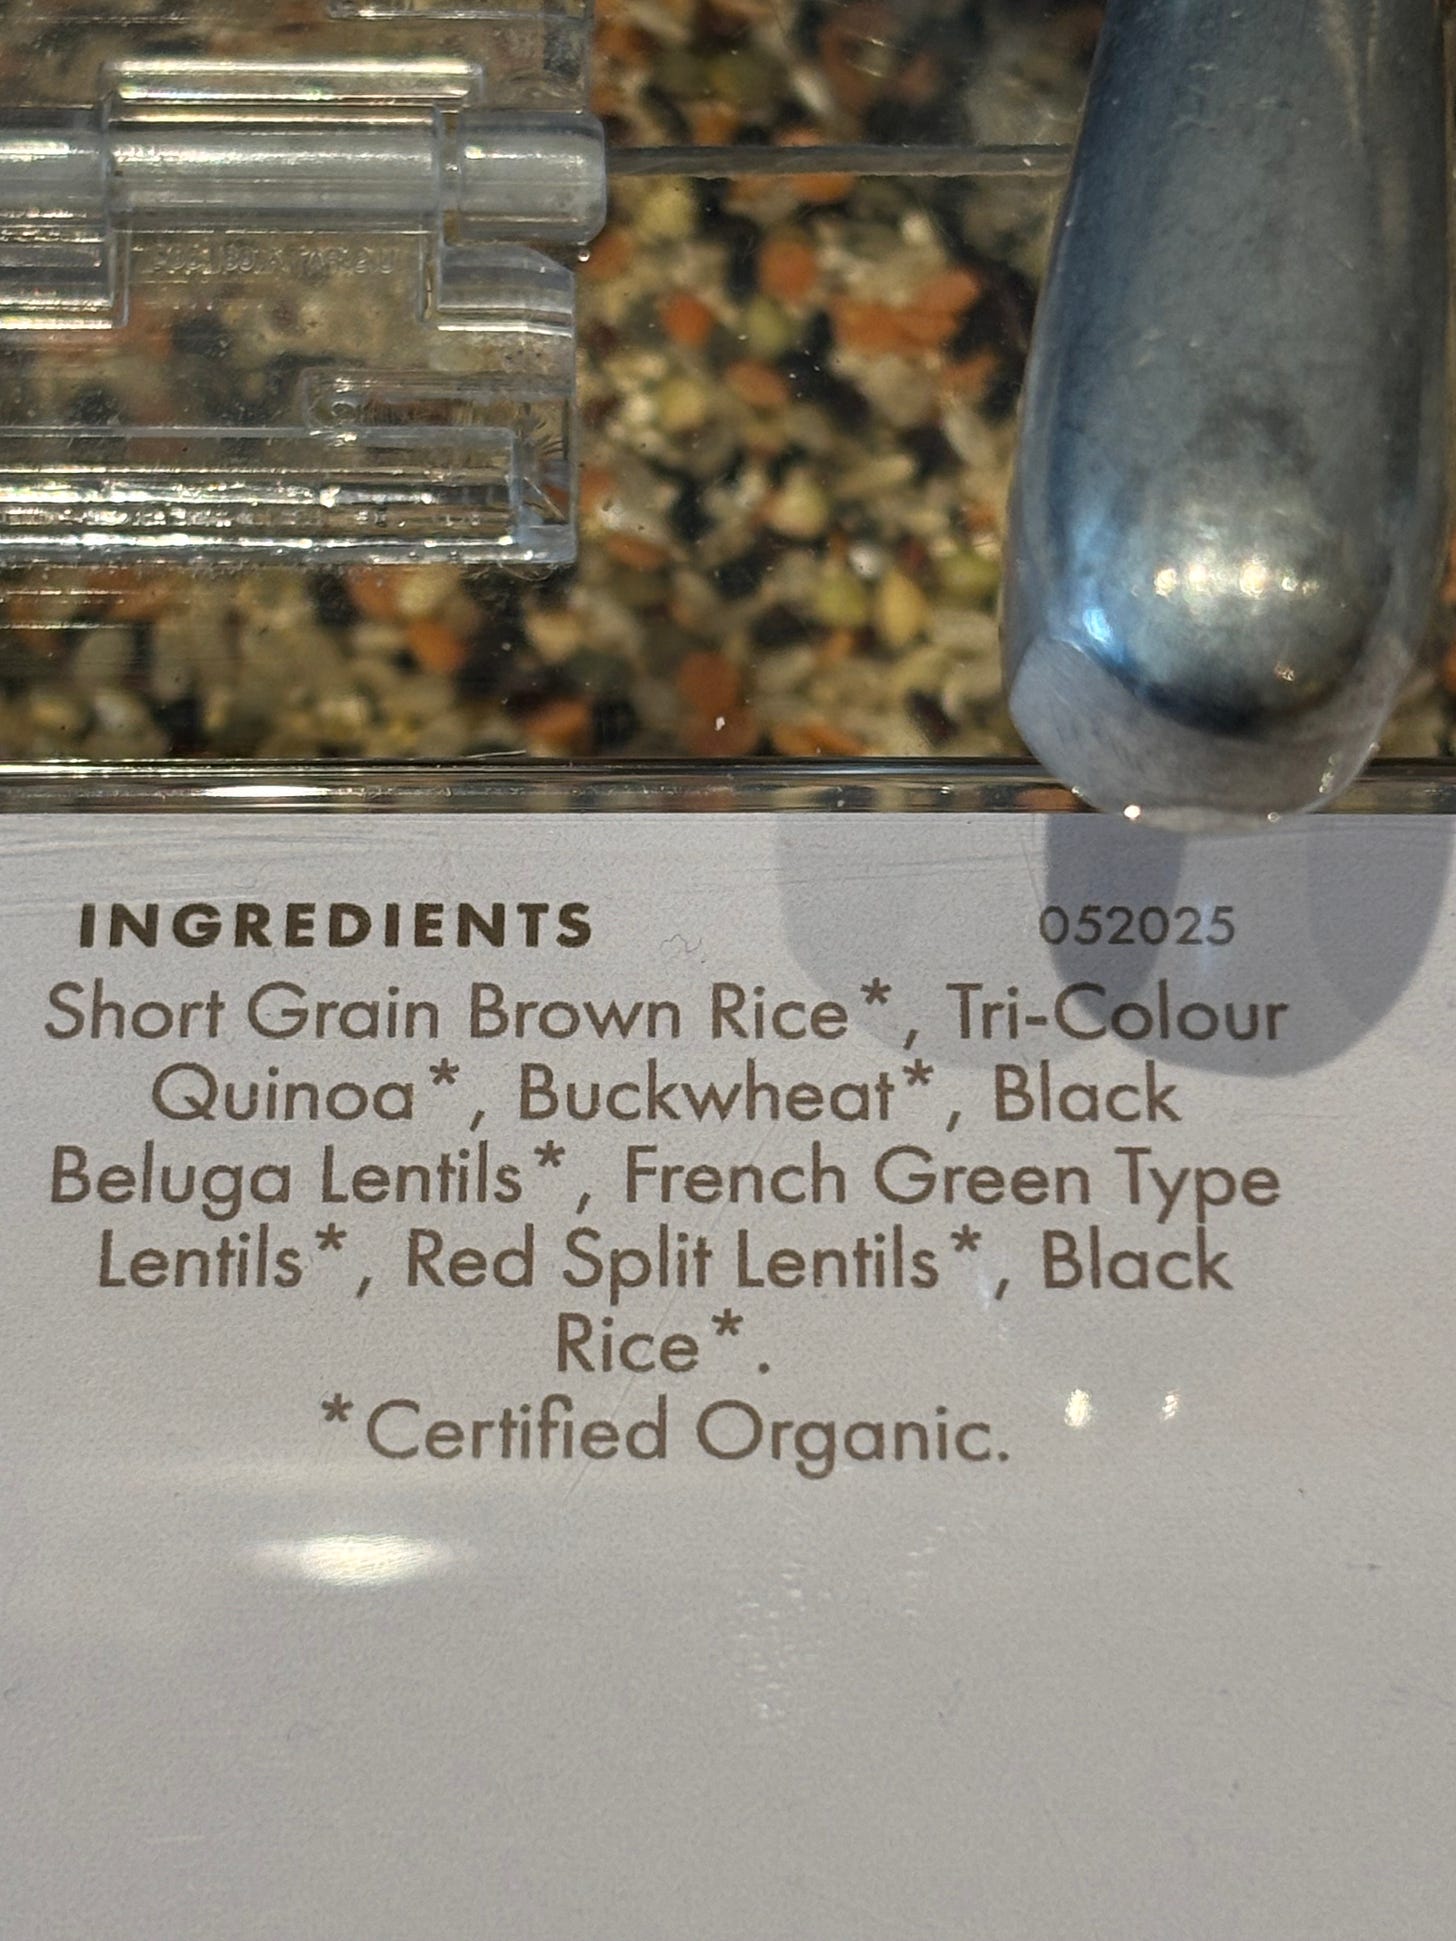 INGREDIENTS 052025
Short Grain Brown Rice*, Tri-Colour
Quinoa*, Buckwheat*, Black
Beluga Lentils*, French Green Type
Lentils*, Red Split Lentils*, Black
Rice*.
*Certified Organic.